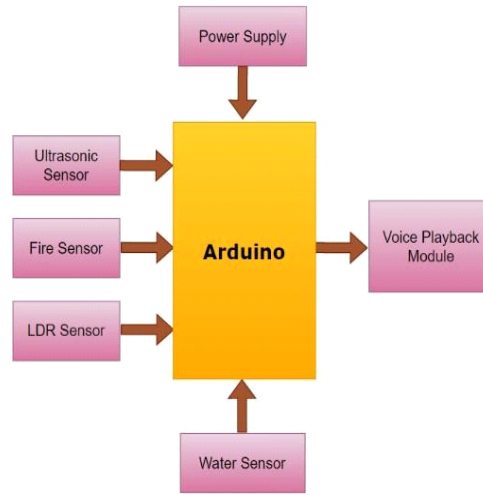 Power Supply
Ultrasonic
Sensor
Fire Sensor
LDR Sensor
Arduino
Voice Playback
Module
Water Sensor